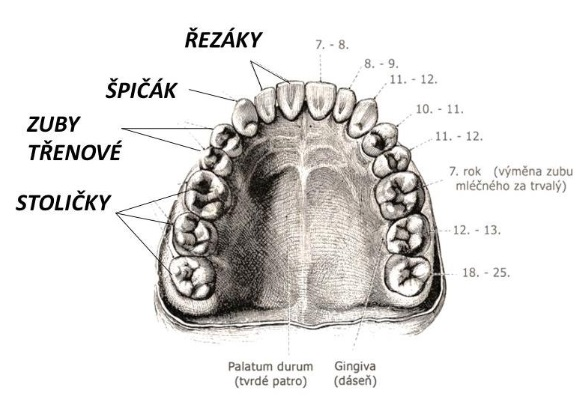 ŘEZÁKY
7. - 8.
8. - 9.
ŠPIČÁK
11. - 12.
10. - 11.
ZUBY
TŘENOVÉ
11. - 12.
7. rok (výměna zubu
mléčného za trvalý)
STOLIČKY
12. - 13.
18. - 25.
Palatum durum
(tvrdé patro)
Gingiva
(dáseň)